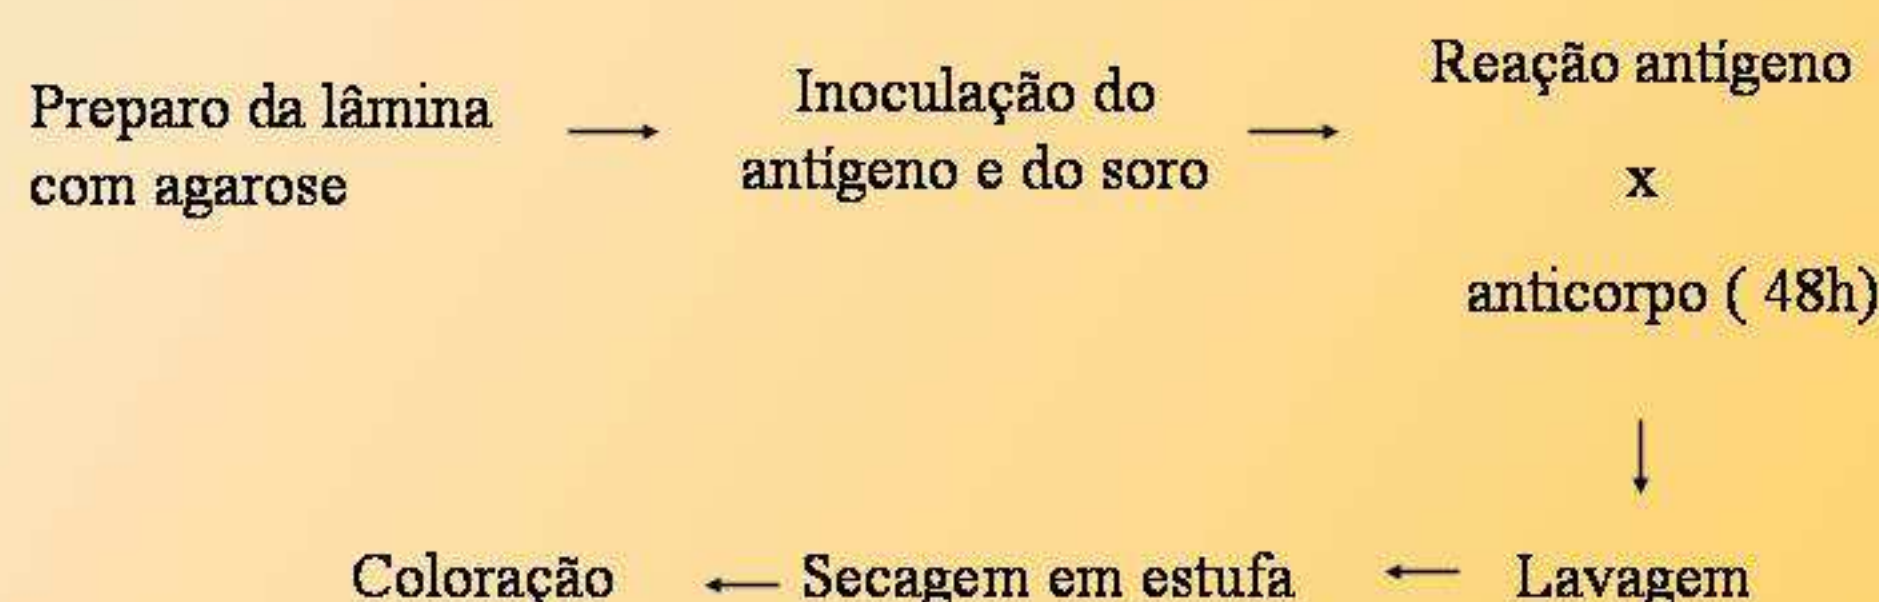 Preparo da lâmina
com agarose
Inoculação do
antígeno e do soro
Reação antígeno
x
anticorpo ( 48h)
Lavagem
Secagem em estufa
Coloração